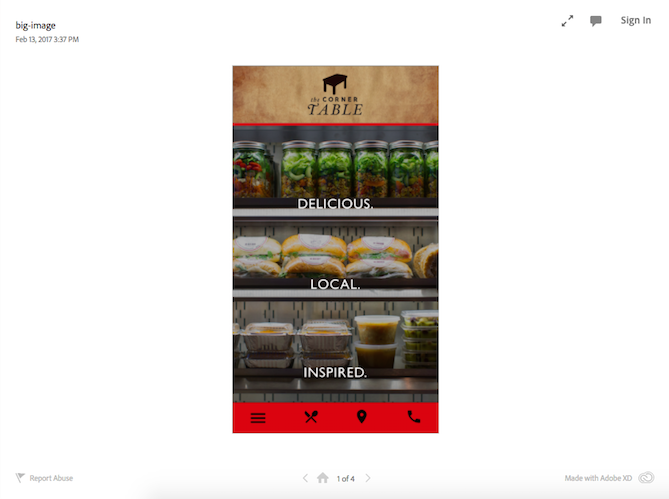 big-image
Feb 13, 2017 3:37 PM
Sign In
the CORNER
TABLE
DELICIOUS.
LOCAL.
INSPIRED.
Report Abuse
1 of 4
Made with Adobe XD